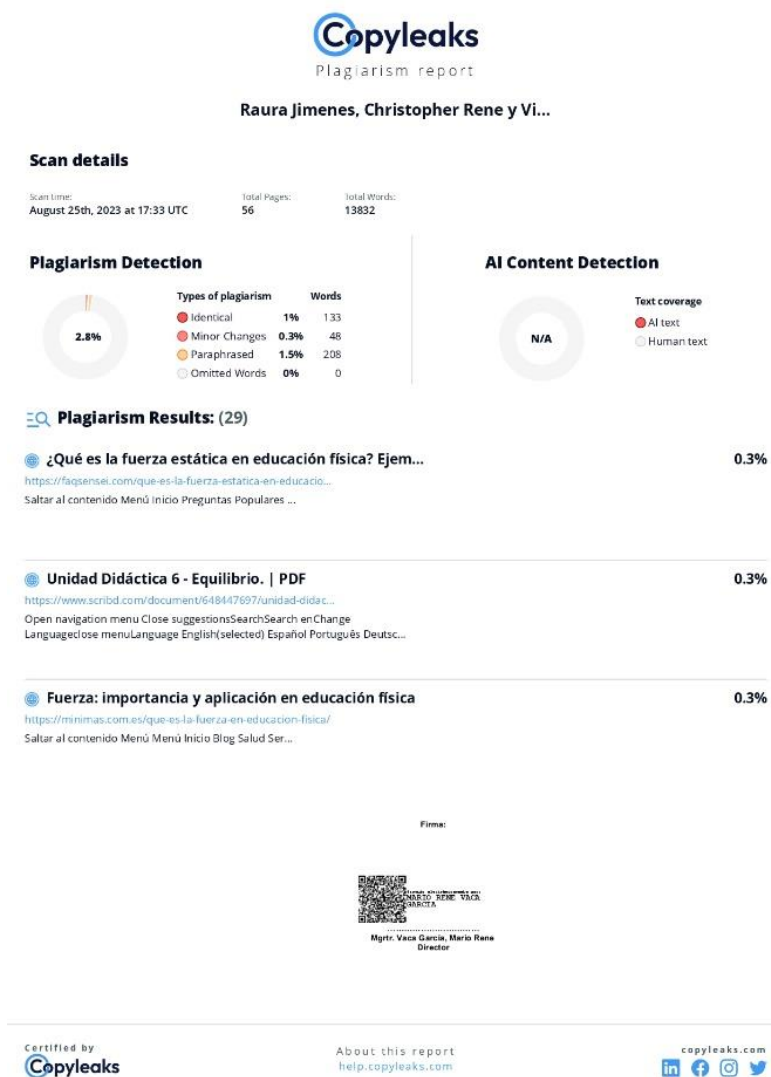 Copyleaks
Plagiarism report
Raura Jimenes, Christopher Rene y Vi...
Scan details
Scan time:
August 25th, 2023 at 17:33 UTC
Total Pages:
56
Total Words:
13832
Plagiarism Detection
2.8%
Types of plagiarism Words
Identical 1% 133
Minor Changes 0.3% 48
Paraphrased 1.5% 208
Omitted Words 0% 0
AI Content Detection
N/A
Text coverage
AI text
Human text
Plagiarism Results: (29)
¿Qué es la fuerza estática en educación física? Ejem... 0.3%
https://faqsensei.com/que-es-la-fuerza-estatica-en-educacio...
Saltar al contenido Menú Inicio Preguntas Populares ...
Unidad Didáctica 6 - Equilibrio. | PDF 0.3%
https://www.scribd.com/document/648447697/unidad-didac...
Open navigation menu Close suggestionsSearchSearch enChange
Languageclose menuLanguage English(selected) Español Português Deutsc...
Fuerza: importancia y aplicación en educación física 0.3%
https://minimas.com.es/que-es-la-fuerza-en-educacion-fisica/
Saltar al contenido Menú Menú Inicio Blog Salud Ser...
Firma:
MARIO RENE VACA
GARCIA
Mgrtr. Vaca Garcia, Mario Rene
Director
Certified by
Copyleaks
About this report
help.copyleaks.com
copyleaks.com